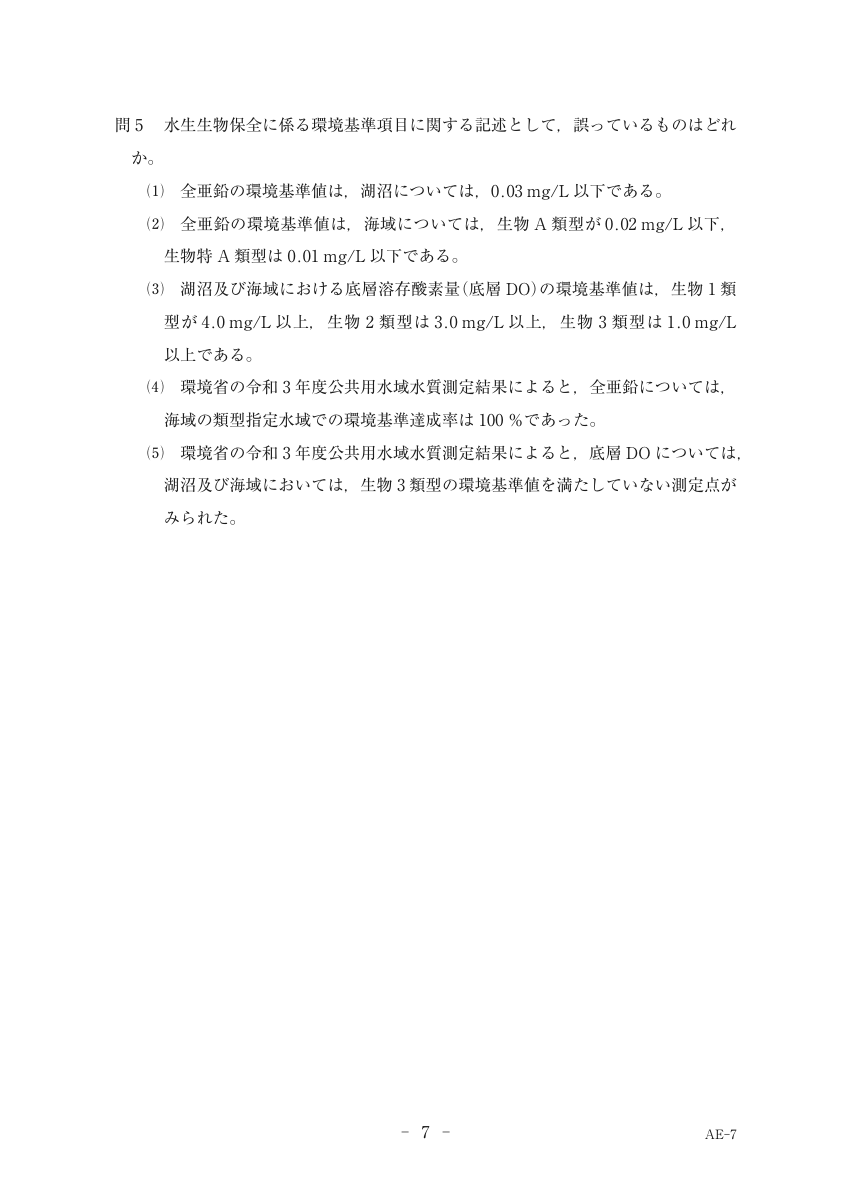 問5　水生生物保全に係る環境基準項目に関する記述として，誤っているものはどれ
か。
⑴　全亜鉛の環境基準値は，湖沼については，0.03 mg/L 以下である。
⑵　全亜鉛の環境基準値は，海域については，生物 A 類型が 0.02 mg/L 以下，
生物特 A 類型は 0.01 mg/L 以下である。
⑶　湖沼及び海域における底層溶存酸素量(底層 DO)の環境基準値は，生物 1 類
型が 4.0 mg/L 以上，生物 2 類型は 3.0 mg/L 以上，生物 3 類型は 1.0 mg/L
以上である。
⑷　環境省の令和 3 年度公共用水域水質測定結果によると，全亜鉛については，
海域の類型指定水域での環境基準達成率は 100 %であった。
⑸　環境省の令和 3 年度公共用水域水質測定結果によると，底層 DO については，
湖沼及び海域においては，生物 3 類型の環境基準値を満たしていない測定点が
みられた。
− 7 −
AE−7